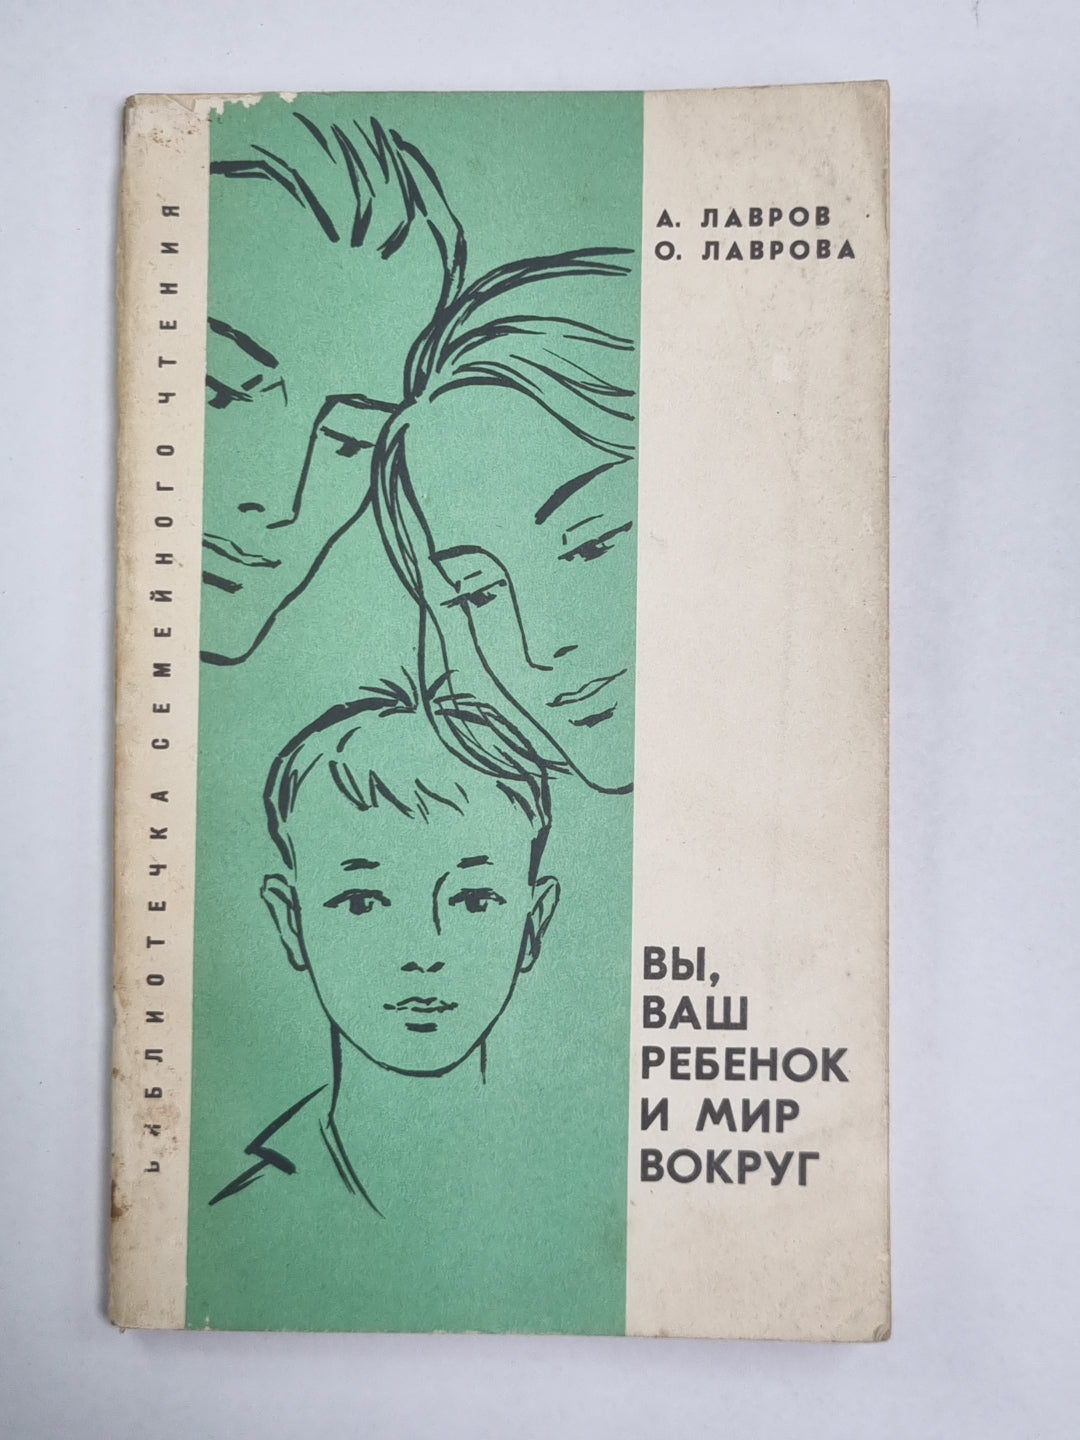 БИБЛИОТЕЧКА СЕМЕЙНОГО ЧТЕНИЯ
А. ЛАВРОВ
О. ЛАВРОВА
ВЫ,
ВАШ
РЕБЕНОК
И МИР
ВОКРУГ